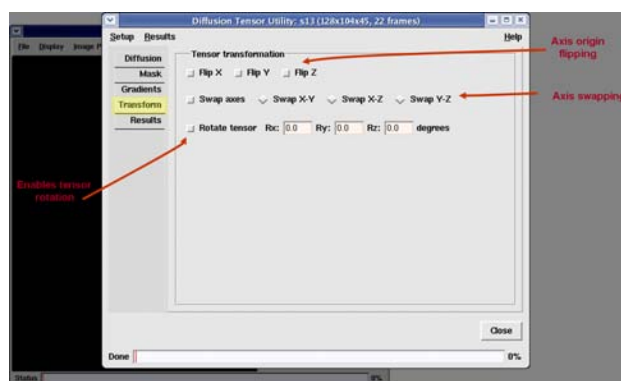 Diffusion Tensor Utility: s13 (128x104x45, 22 frames)
Setup Results Help
File Display Image
Diffusion
Mask
Gradients
Transform
Results
Tensor transformation
Flip X Flip Y Flip Z
Swap axes Swap X-Y Swap X-Z Swap Y-Z
Rotate tensor Rx: 0.0 Ry: 0.0 Rz: 0.0 degrees
Axis origin
flipping
Axis swapping
Enables tensor
rotation
Close
Done 0%
Status 0%